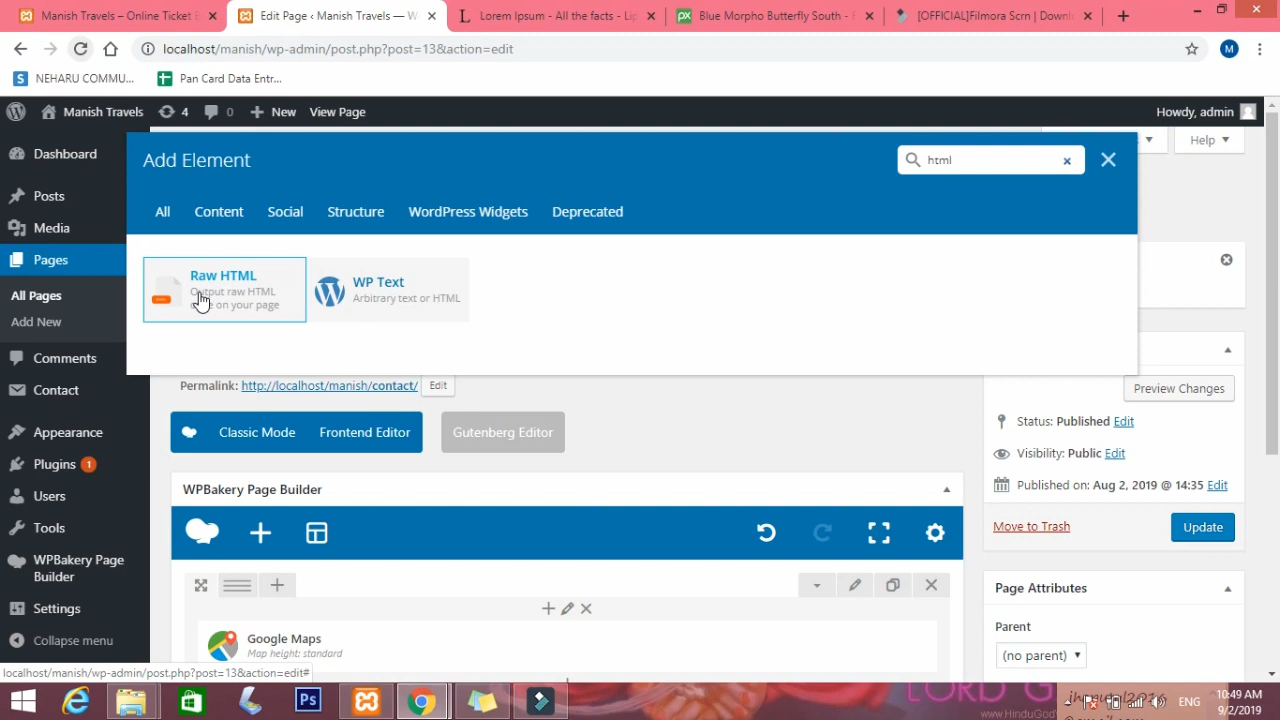 Manish Travels – Online Ticket B
Edit Page ‹ Manish Travels — W
Lorem Ipsum - All the facts - Lip
Blue Morpho Butterfly South - F
[OFFICIAL]Filmora Scrn | Downl
localhost/manish/wp-admin/post.php?post=13&action=edit
M
NEHARU COMMU...
Pan Card Data Entr...
Manish Travels
4
0
New
View Page
Howdy, admin
Add Element
html
Help
All
Content
Social
Structure
WordPress Widgets
Deprecated
Raw HTML
Output raw HTML
on your page
WP Text
Arbitrary text or HTML
Dashboard
Posts
Media
Pages
All Pages
Add New
Comments
Contact
Appearance
Plugins 1
Users
Tools
WPBakery Page
Builder
Settings
Collapse menu
Permalink: http://localhost/manish/contact/ Edit
Classic Mode
Frontend Editor
Gutenberg Editor
WPBakery Page Builder
Google Maps
Map height: standard
Preview Changes
Status: Published Edit
Visibility: Public Edit
Published on: Aug 2, 2019 @ 14:35 Edit
Move to Trash
Update
Page Attributes
Parent
(no parent)
localhost/manish/wp-admin/post.php?post=13&action=edit#
Ps
LORD G
www.HinduGod
ENG
10:49 AM
9/2/2019